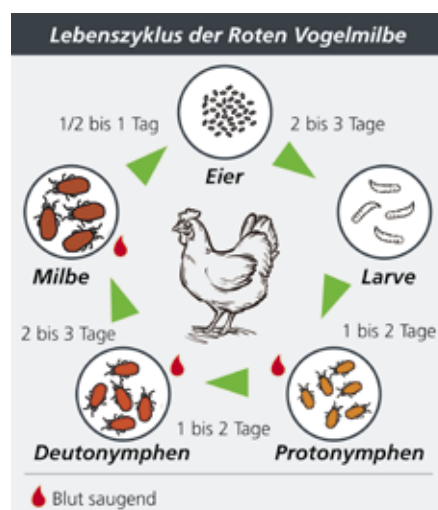 Lebenszyklus der Roten Vogelmilbe
1/2 bis 1 Tag
2 bis 3 Tage
Eier
Milbe
Larve
2 bis 3 Tage
1 bis 2 Tage
1 bis 2 Tage
Deutonymphen
Protonymphen
Blut saugend